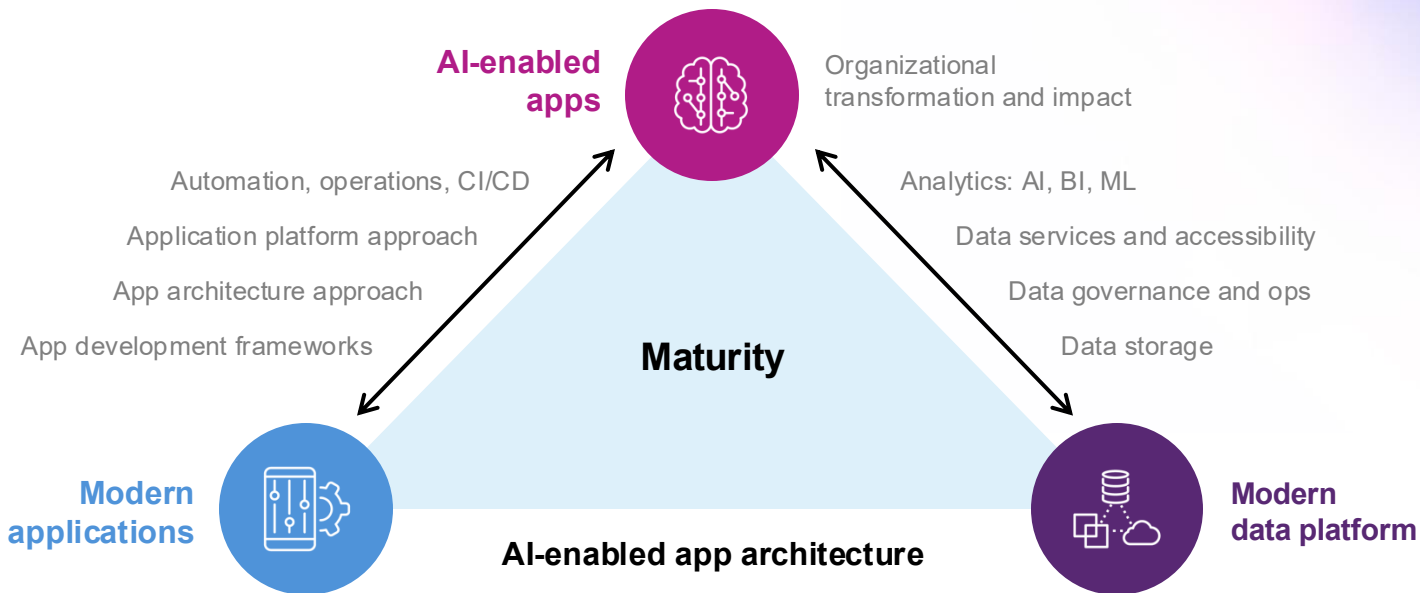 AI-enabled
apps
Organizational
transformation and impact
Automation, operations, CI/CD
Application platform approach
App architecture approach
App development frameworks
Analytics: AI, BI, ML
Data services and accessibility
Data governance and ops
Data storage
Maturity
Modern
applications
AI-enabled app architecture
Modern
data platform